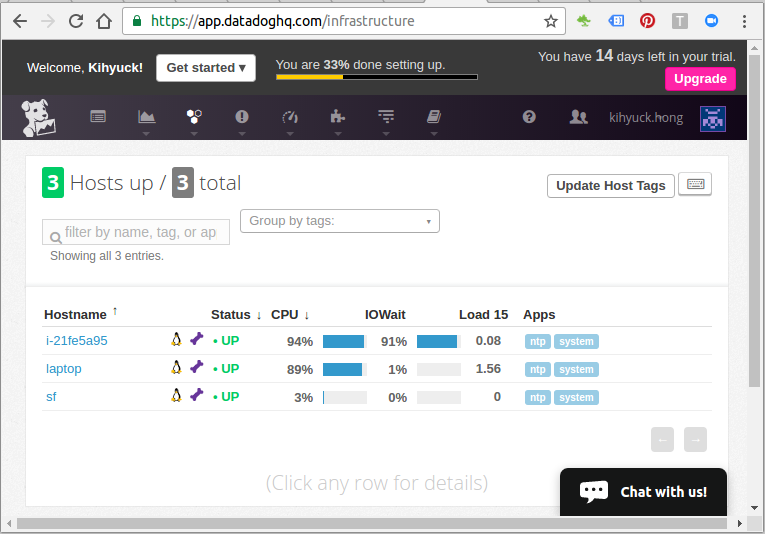 https://app.datadoghq.com/infrastructure
Welcome, Kihyuck! Get started ▾ You are 33% done setting up. You have 14 days left in your trial.
Upgrade
kihyuck.hong
3 Hosts up / 3 total
Update Host Tags
filter by name, tag, or ap
Group by tags:
Showing all 3 entries.
Hostname ↑ Status ↓ CPU ↓ IOWait Load 15 Apps
i-21fe5a95 • UP 94% 91% 0.08 ntp system
laptop • UP 89% 1% 1.56 ntp system
sf • UP 3% 0% 0 ntp system
← →
(Click any row for details)
Chat with us!